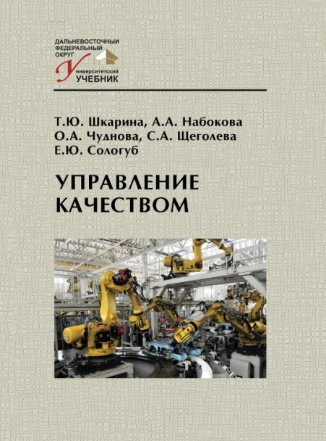 ДАЛЬНЕВОСТОЧНЫЙ
ФЕДЕРАЛЬНЫЙ
ОКРУГ
Университетский
УЧЕБНИК
Т.Ю. Шкарина, А.А. Набокова
О.А. Чуднова, С.А. Щеголева
Е.Ю. Сологуб
УПРАВЛЕНИЕ
КАЧЕСТВОМ